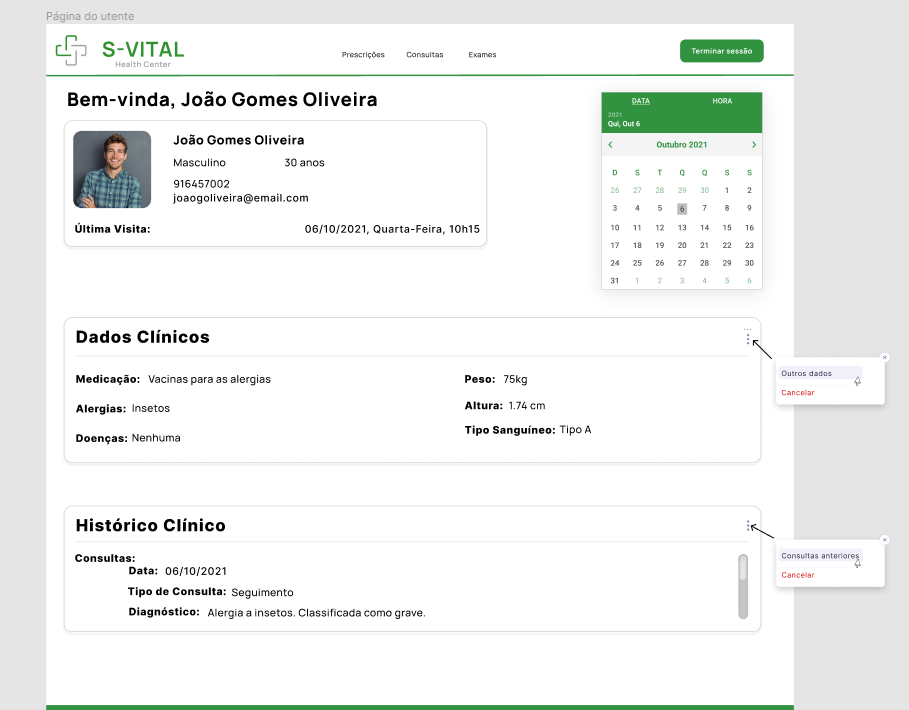 Página do utente
S-VITAL
Health Center
Prescrições Consultas Exames
Terminar sessão
Bem-vinda, João Gomes Oliveira
João Gomes Oliveira
Masculino 30 anos
916457002
joaogoliveira@email.com
Última Visita: 06/10/2021, Quarta-Feira, 10h15
DATA HORA
2021
Qui, Out 6
Outubro 2021
D S T Q Q S S
26 27 28 29 30 1 2
3 4 5 6 7 8 9
10 11 12 13 14 15 16
17 18 19 20 21 22 23
24 25 26 27 28 29 30
31 1 2 3 4 5 6
Dados Clínicos
Medicação: Vacinas para as alergias
Alergias: Insetos
Doenças: Nenhuma
Peso: 75kg
Altura: 1.74 cm
Tipo Sanguíneo: Tipo A
Outros dados
Cancelar
Histórico Clínico
Consultas:
Data: 06/10/2021
Tipo de Consulta: Seguimento
Diagnóstico: Alergia a insetos. Classificada como grave.
Consultas anteriores
Cancelar